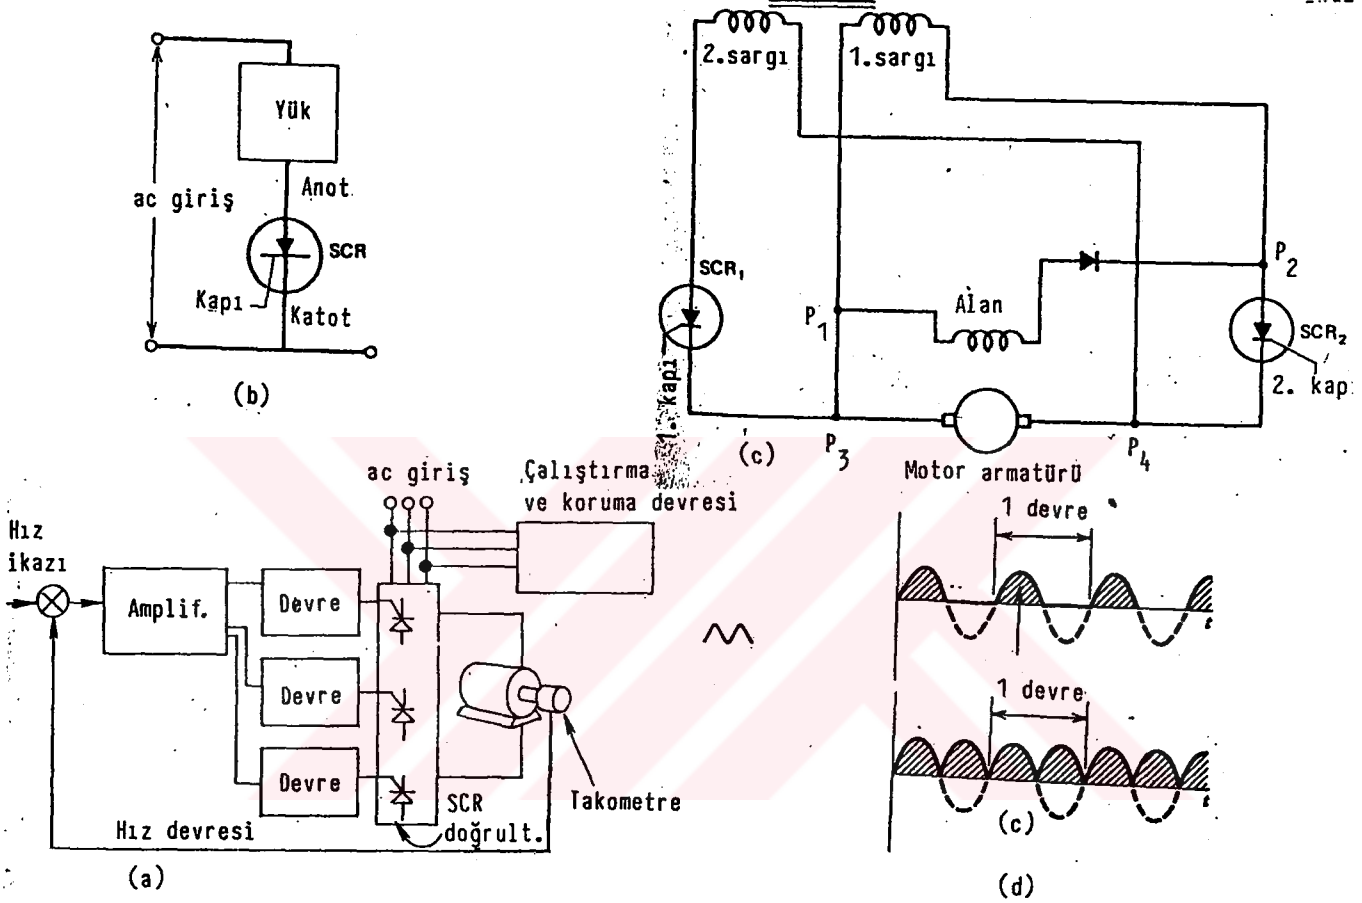 Yük
ac giriş
Anot
SCR
Kapı
Katot
(b)
2.sargı
1.sargı
SCR₁
1. kapı
P₁
Alan
P₂
SCR₂
2. kap
P₃
(c)
P₄
Motor armatürü
ac giriş
Çalıştırma
ve koruma devresi
Hız
ikazı
Amplif.
Devre
Devre
Devre
SCR
doğrult.
Takometre
Hız devresi
(a)
1 devre
t
1 devre
t
(c)
(d)